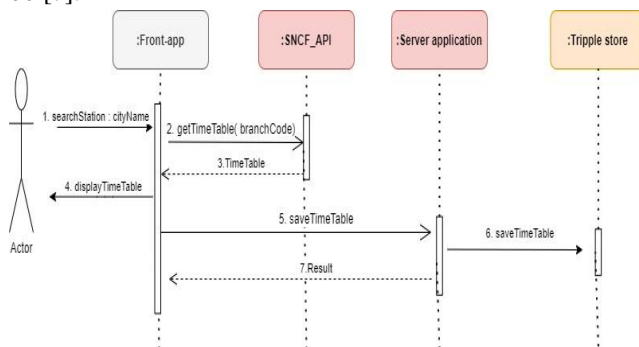 :Front-app
:SNCF_API
:Server application
:Tripple store
1. searchStation : cityName
2. getTimeTable( branchCode)
3.TimeTable
4. displayTimeTable
5. saveTimeTable
6. saveTimeTable
7.Result
Actor